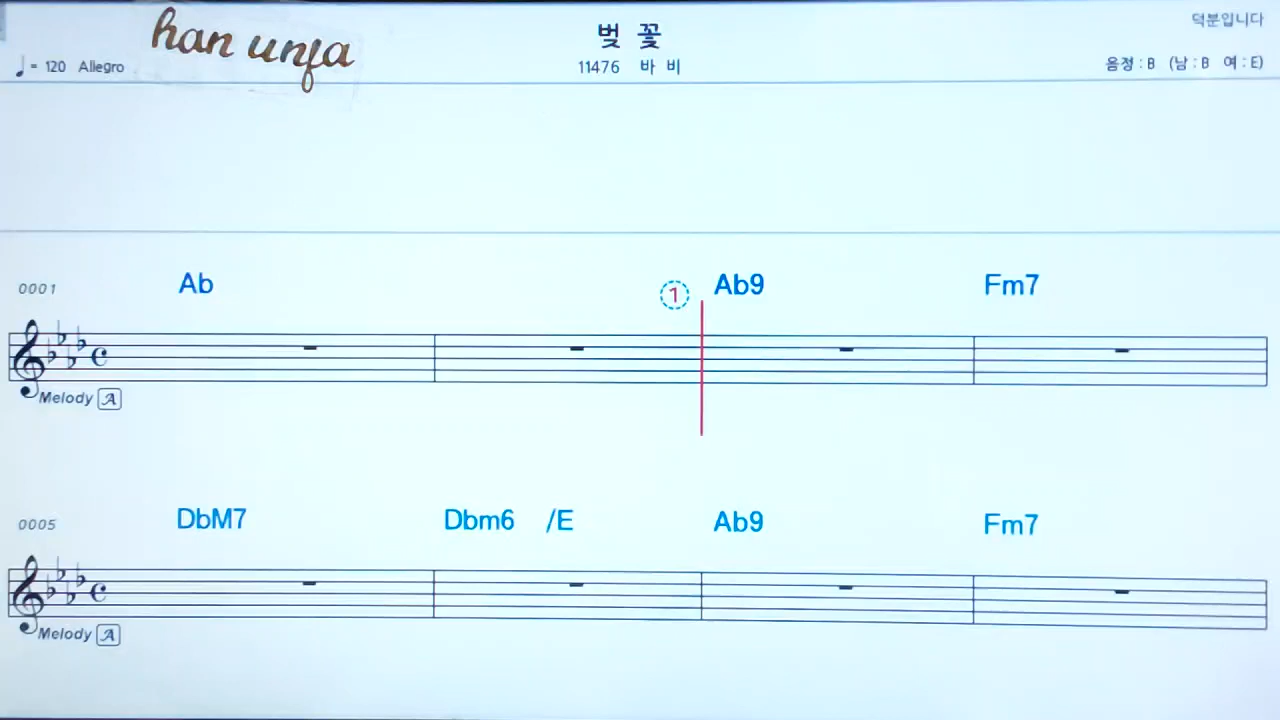 han unfa
벚 꽃
덕분입니다
♩= 120 Allegro
11476 바 비
음정 : B (남 : B 여 : E)
0001 Ab ① Ab9 Fm7
Melody A
0005 DbM7 Dbm6 /E Ab9 Fm7
Melody A